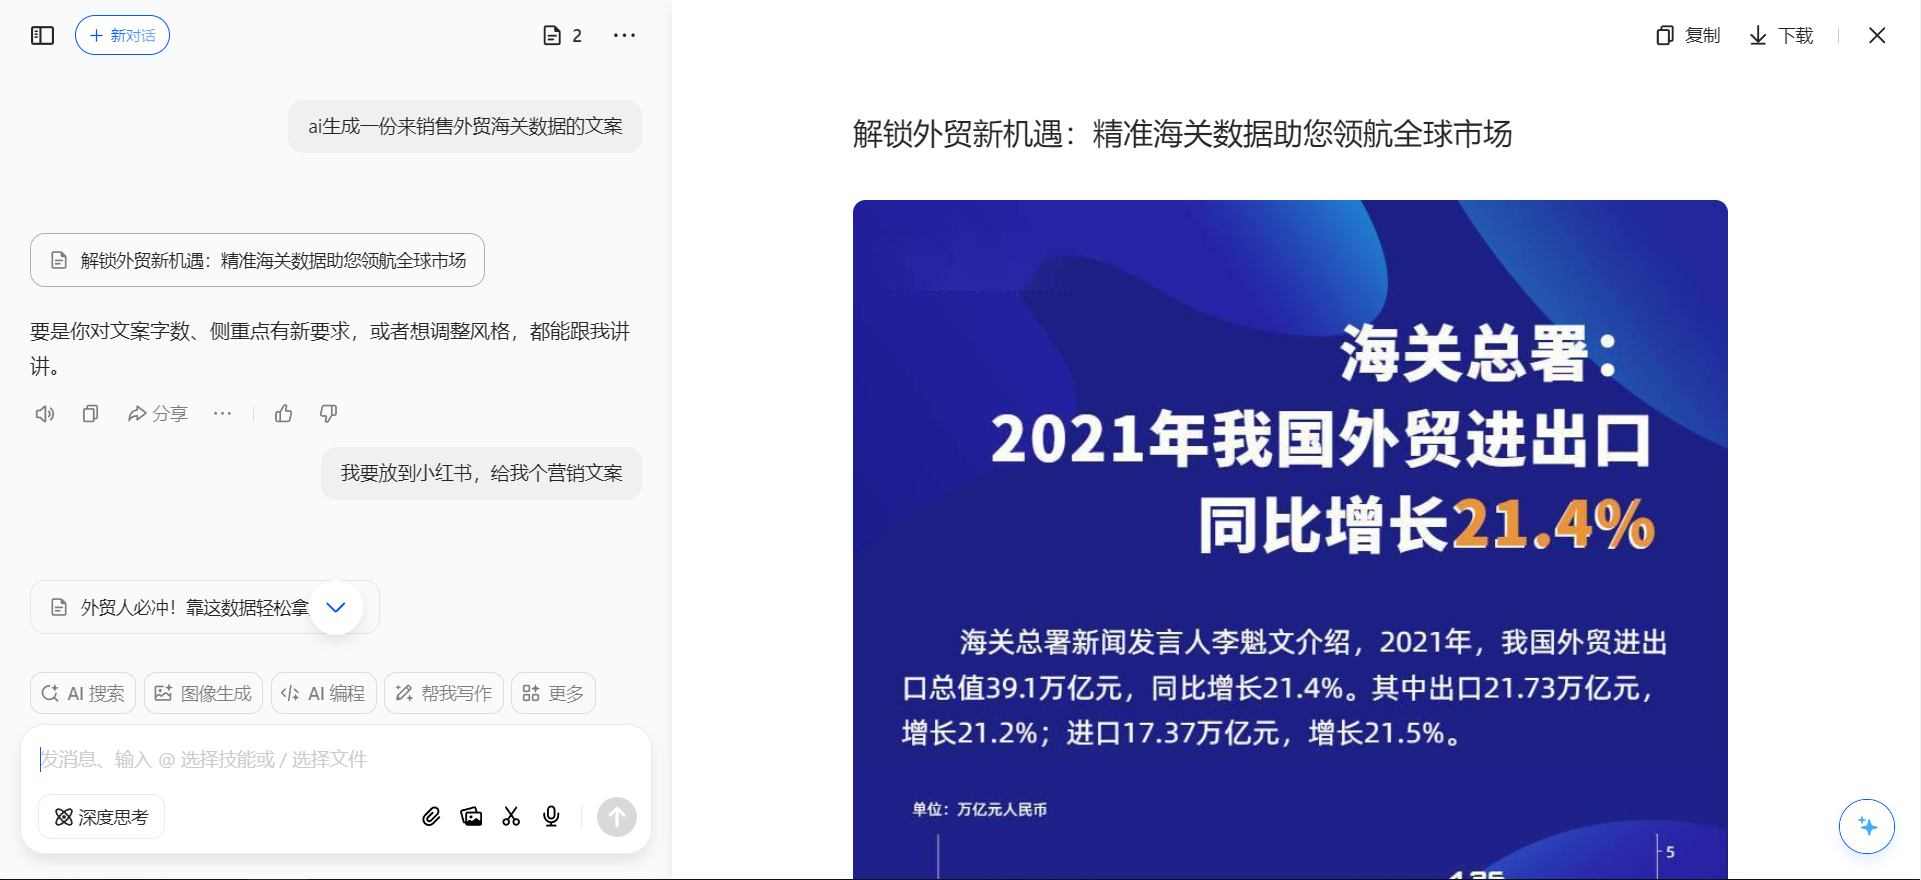 新对话
2
ai生成一份来销售外贸海关数据的文案
解锁外贸新机遇：精准海关数据助您领航全球市场
要是你对文案字数、侧重点有新要求，或者想调整风格，都能跟我讲
讲。
分享
我要放到小红书，给我个营销文案
外贸人必冲！靠这数据轻松拿
AI 搜索
图像生成
AI 编程
帮我写作
更多
发消息、输入 @ 选择技能或 / 选择文件
深度思考
复制
下载
解锁外贸新机遇：精准海关数据助您领航全球市场
海关总署：
2021年我国外贸进出口
同比增长21.4%
海关总署新闻发言人李魁文介绍，2021年，我国外贸进出
口总值39.1万亿元，同比增长21.4%。其中出口21.73万亿元，
增长21.2%；进口17.37万亿元，增长21.5%。
单位：万亿元人民币
5